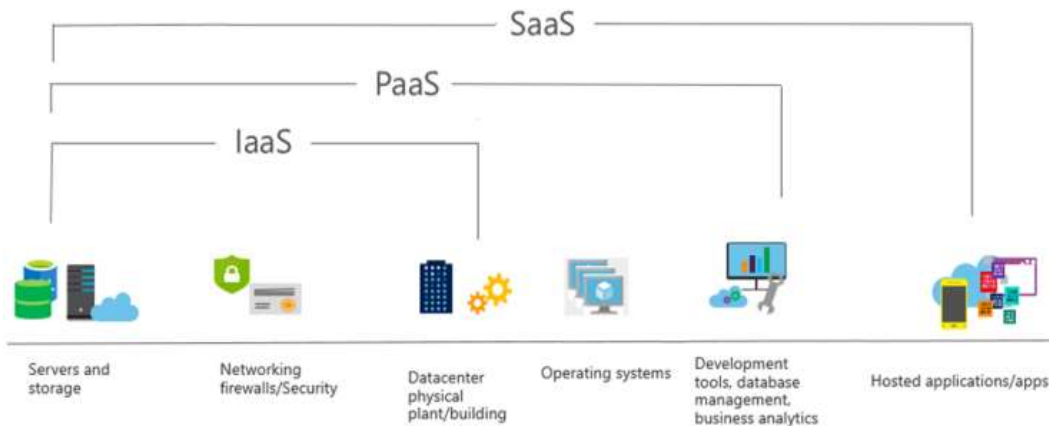 SaaS
PaaS
IaaS
Servers and
storage
Networking
firewalls/Security
Datacenter
physical
plant/building
Operating systems
Development
tools, database
management,
business analytics
Hosted applications/apps